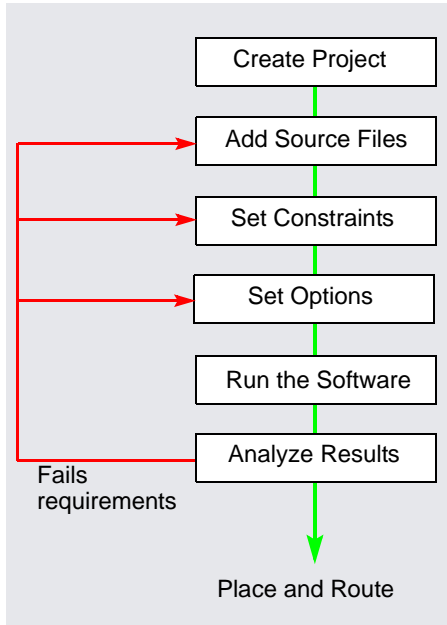 Create Project
Add Source Files
Set Constraints
Set Options
Run the Software
Analyze Results
Fails
requirements
Place and Route